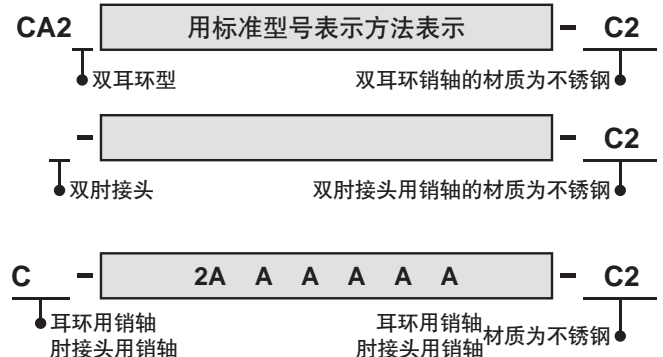 CA2 用标准型号表示方法表示 - C2
双耳环型 双耳环销轴的材质为不锈钢
- - C2
双肘接头 双肘接头用销轴的材质为不锈钢
C - 2A A A A A A - C2
耳环用销轴 耳环用销轴 材质为不锈钢
肘接头用销轴 肘接头用销轴